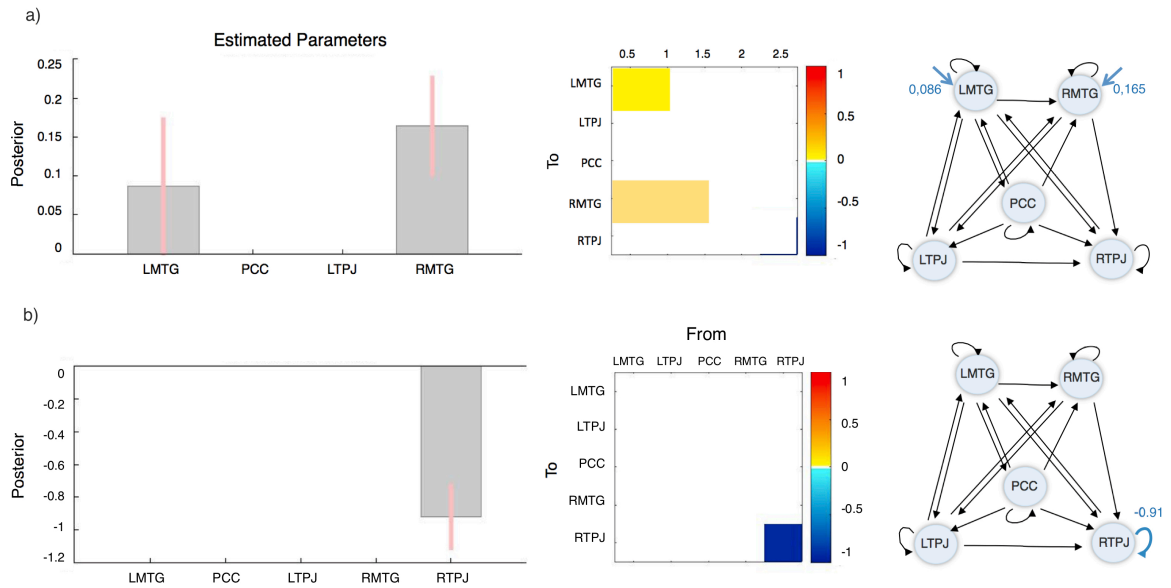 a)
Estimated Parameters
Posterior
0.25
0.2
0.15
0.1
0.05
0
LMTG PCC LTPJ RMTG
0.5 1 1.5 2 2.5
To
LMTG
LTPJ
PCC
RMTG
RTPJ
1
0.5
0
-0.5
-1
0,086
LMTG
RMTG
0,165
PCC
LTPJ
RTPJ
b)
Posterior
0
-0.2
-0.4
-0.6
-0.8
-1
-1.2
LMTG PCC LTPJ RMTG RTPJ
From
LMTG LTPJ PCC RMTG RTPJ
To
LMTG
LTPJ
PCC
RMTG
RTPJ
1
0.5
0
-0.5
-1
LMTG
RMTG
PCC
-0.91
LTPJ
RTPJ